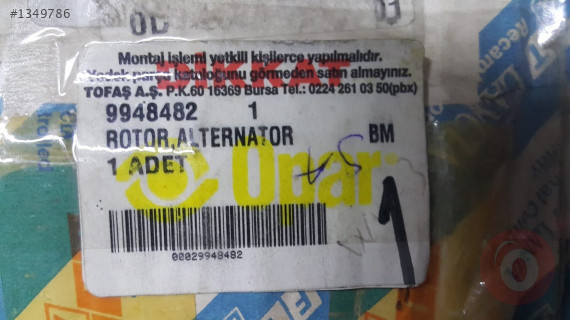 #1349786
Montaj işlemi yetkili kişilerce yapılmalıdır.
DİKKAT
Yedek parça kataloğunu görmeden satın almayınız.
TOFAŞ A.Ş. P.K.60 16369 Bursa Tel.: 0224 261 03 50(pbx)
9948482 1
ROTOR,ALTERNATOR BM
1 ADET
Opar
1
00029948482